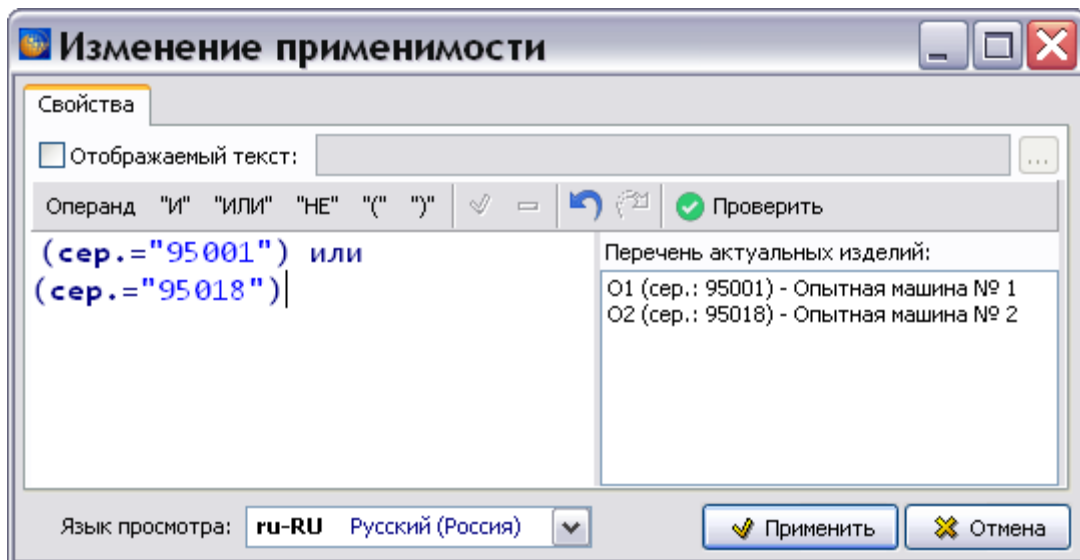 Изменение применимости
Свойства
Отображаемый текст:
...
Операнд "И" "ИЛИ" "НЕ" "(" ")" Проверить
(сер.="95001") или
(сер.="95018")
Перечень актуальных изделий:
О1 (сер.: 95001) - Опытная машина № 1
О2 (сер.: 95018) - Опытная машина № 2
Язык просмотра: ru-RU Русский (Россия) Применить Отмена